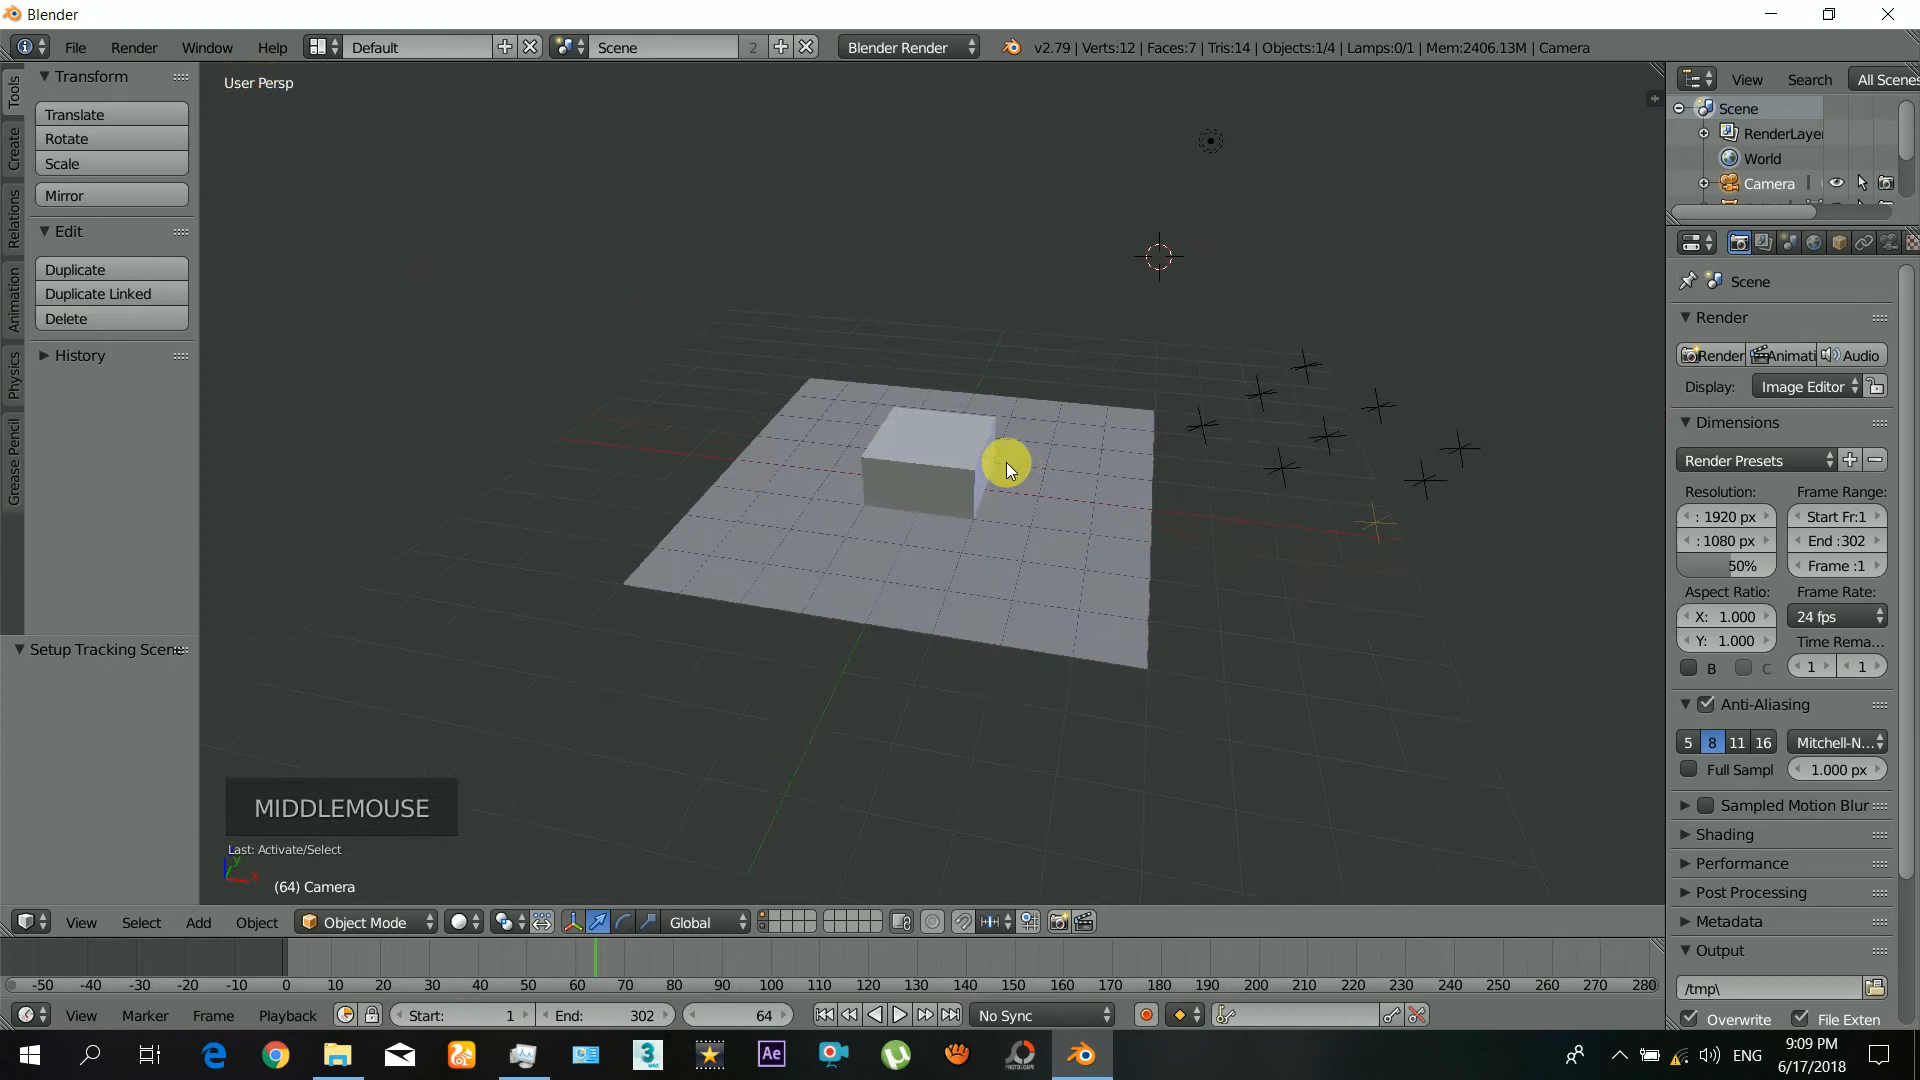 Blender
File Render Window Help Default Scene 2 Blender Render v2.79 | Verts:12 | Faces:7 | Tris:14 | Objects:1/4 | Lamps:0/1 | Mem:2406.13M | Camera
Tools
Create
Relations
Animation
Physics
Grease Pencil
Transform
Translate
Rotate
Scale
Mirror
Edit
Duplicate
Duplicate Linked
Delete
History
Setup Tracking Scene
User Persp
MIDDLEMOUSE
Last: Activate/Select
(64) Camera
View Search All Scenes
Scene
RenderLaye
World
Camera
Scene
Render
Render Animati Audio
Display: Image Editor
Dimensions
Render Presets
Resolution: Frame Range:
: 1920 px Start Fr:1
: 1080 px End :302
50% Frame :1
Aspect Ratio: Frame Rate:
X: 1.000 24 fps
Y: 1.000 Time Rema...
B C 1 1
Anti-Aliasing
5 8 11 16 Mitchell-N...
Full Sampl 1.000 px
Sampled Motion Blur
Shading
Performance
Post Processing
Metadata
Output
/tmp\
Overwrite File Exten
View Select Add Object Object Mode Global
-50 -40 -30 -20 -10 0 10 20 30 40 50 60 70 80 90 100 110 120 130 140 150 160 170 180 190 200 210 220 230 240 250 260 270 280
View Marker Frame Playback Start: 1 End: 302 64 No Sync
ENG
9:09 PM
6/17/2018